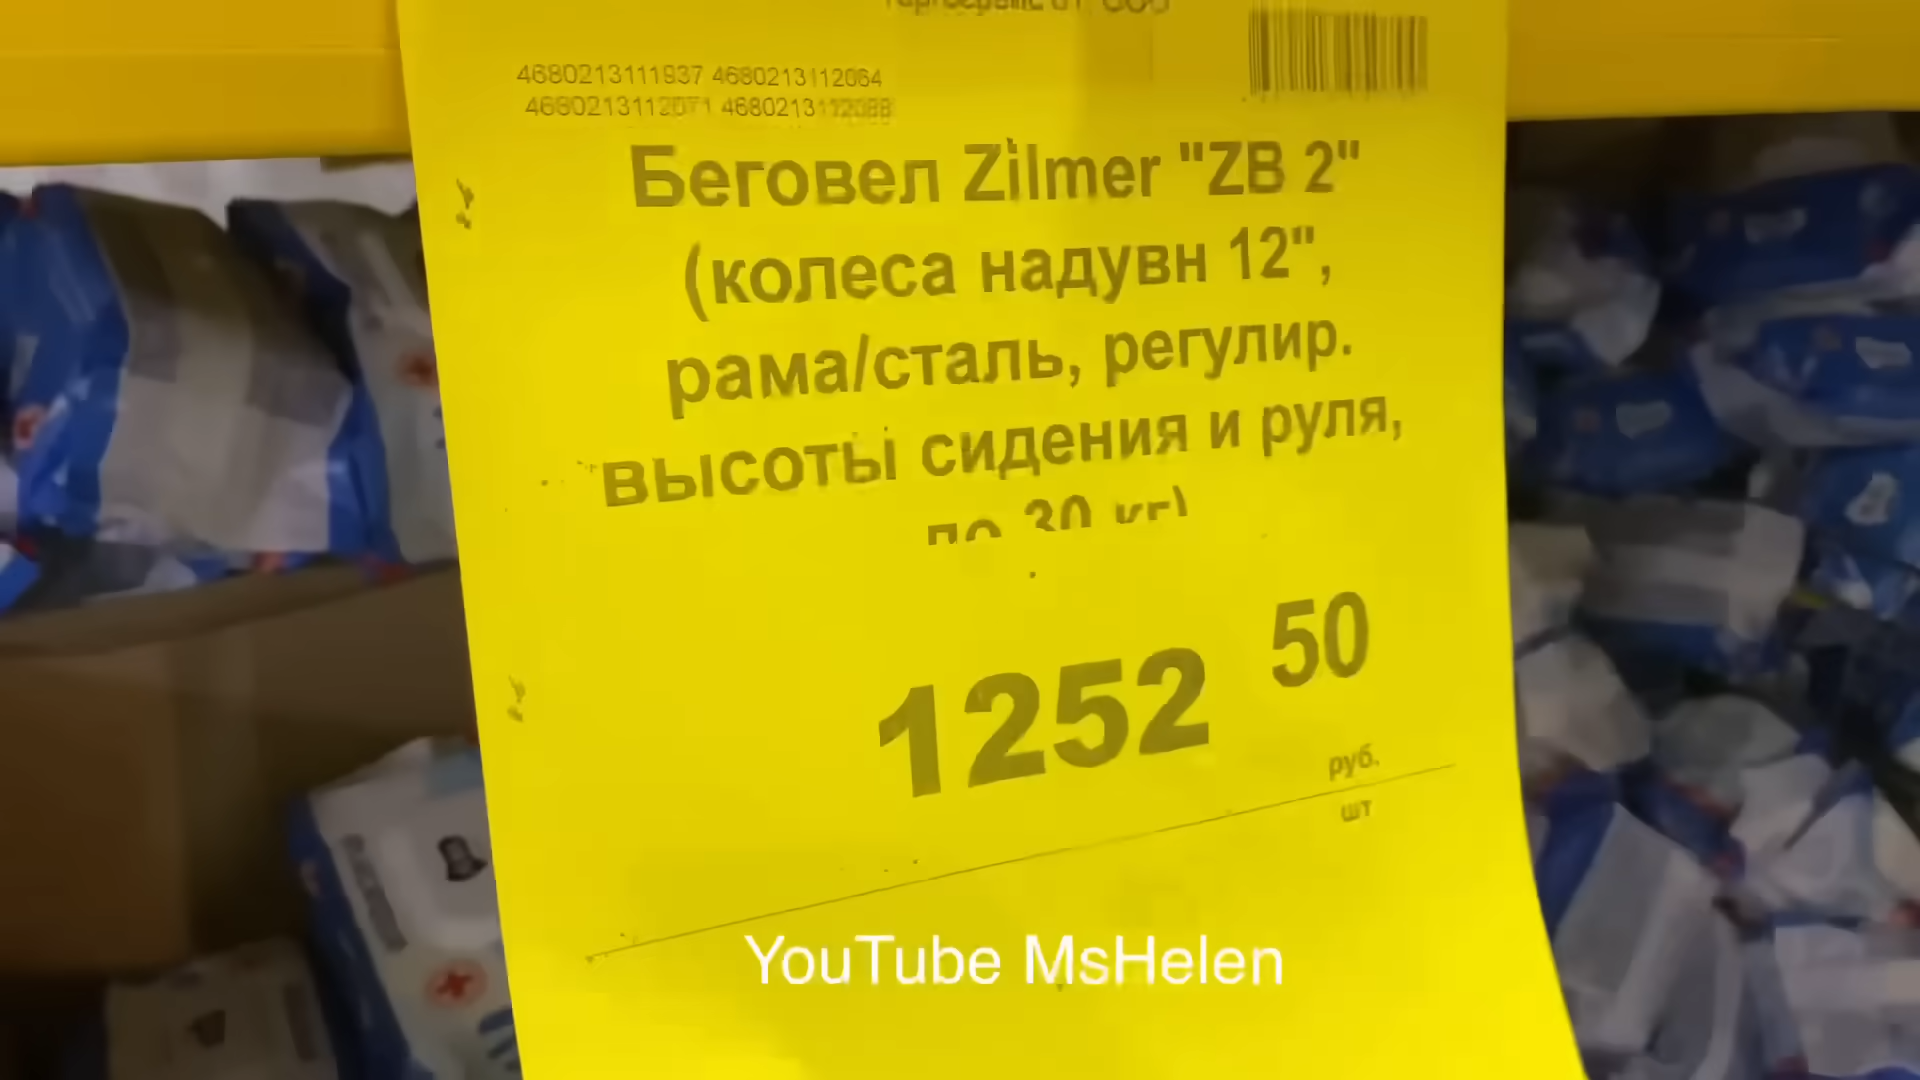 4680213111937 4680213112064
4680213112071 4680213112088
Беговел Zilmer "ZB 2"
(колеса надувн 12",
рама/сталь, регулир.
высоты сидения и руля,
до 30 кг)
1252 50
руб.
шт
YouTube MsHelen